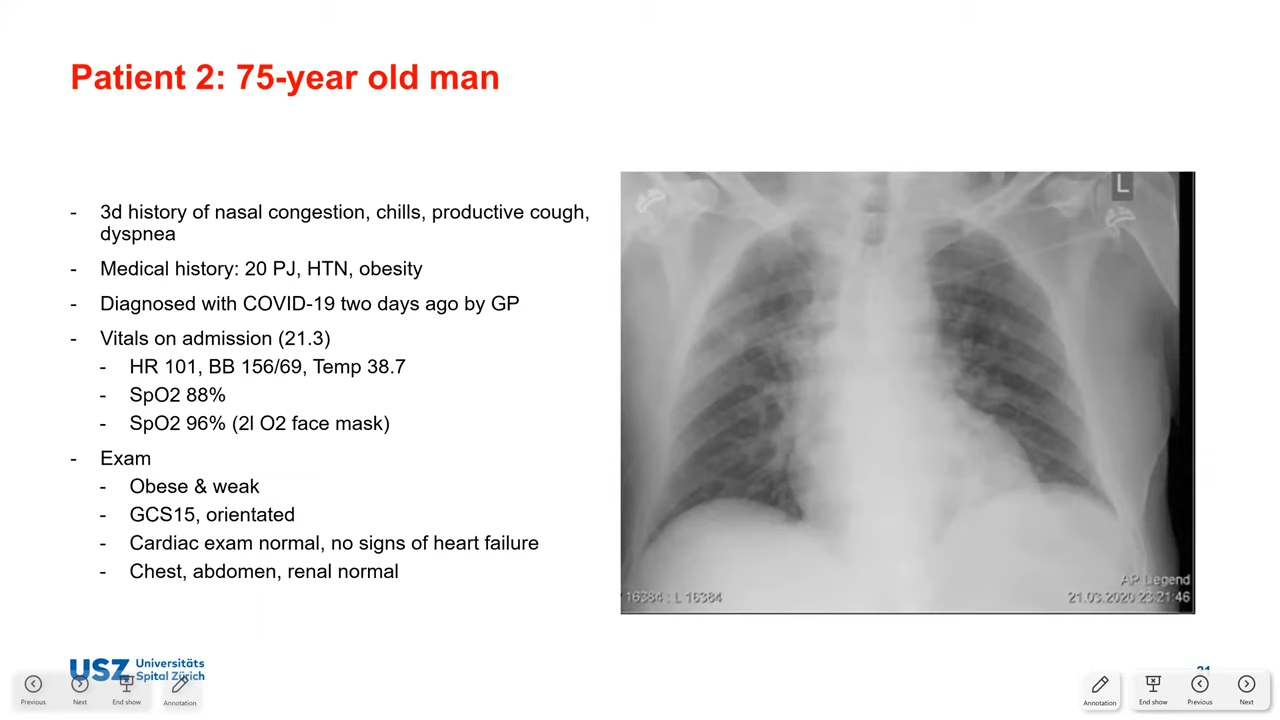 Patient 2: 75-year old man
L
- 3d history of nasal congestion, chills, productive cough,
dyspnea
- Medical history: 20 PJ, HTN, obesity
- Diagnosed with COVID-19 two days ago by GP
- Vitals on admission (21.3)
- HR 101, BB 156/69, Temp 38.7
- SpO2 88%
- SpO2 96% (2l O2 face mask)
- Exam
- Obese & weak
- GCS15, orientated
- Cardiac exam normal, no signs of heart failure
- Chest, abdomen, renal normal
AP Liegend
16384 : L 16384
21.03.2020 23:21:46
USZ Universitäts
Spital Zürich
Previous Next End show Annotation
Annotation End show Previous Next